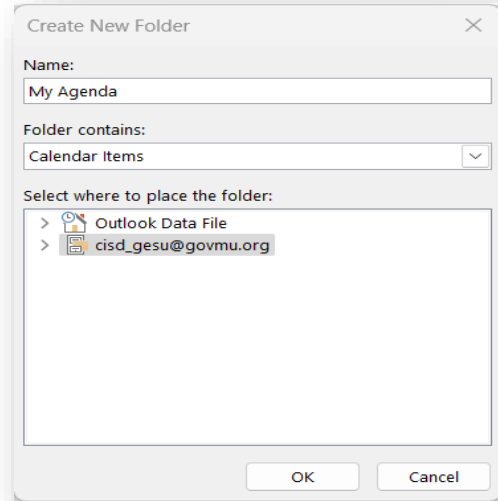 Create New Folder
Name:
My Agenda
Folder contains:
Calendar Items
Select where to place the folder:
Outlook Data File
cisd_gesu@govmu.org
OK Cancel